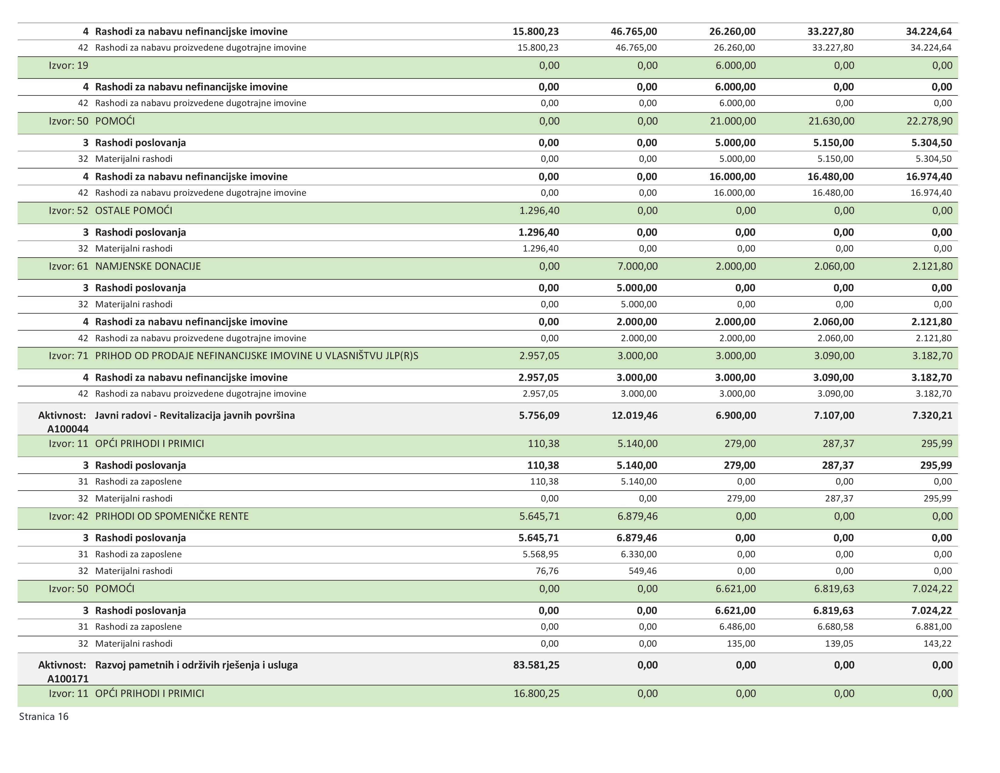 4 Rashodi za nabavu nefinancijske imovine 15.800,23 46.765,00 26.260,00 33.227,80 34.224,64
42 Rashodi za nabavu proizvedene dugotrajne imovine 15.800,23 46.765,00 26.260,00 33.227,80 34.224,64
Izvor: 19 0,00 0,00 6.000,00 0,00 0,00
4 Rashodi za nabavu nefinancijske imovine 0,00 0,00 6.000,00 0,00 0,00
42 Rashodi za nabavu proizvedene dugotrajne imovine 0,00 0,00 6.000,00 0,00 0,00
Izvor: 50 POMOĆI 0,00 0,00 21.000,00 21.630,00 22.278,90
3 Rashodi poslovanja 0,00 0,00 5.000,00 5.150,00 5.304,50
32 Materijalni rashodi 0,00 0,00 5.000,00 5.150,00 5.304,50
4 Rashodi za nabavu nefinancijske imovine 0,00 0,00 16.000,00 16.480,00 16.974,40
42 Rashodi za nabavu proizvedene dugotrajne imovine 0,00 0,00 16.000,00 16.480,00 16.974,40
Izvor: 52 OSTALE POMOĆI 1.296,40 0,00 0,00 0,00 0,00
3 Rashodi poslovanja 1.296,40 0,00 0,00 0,00 0,00
32 Materijalni rashodi 1.296,40 0,00 0,00 0,00 0,00
Izvor: 61 NAMJENSKE DONACIJE 0,00 7.000,00 2.000,00 2.060,00 2.121,80
3 Rashodi poslovanja 0,00 5.000,00 0,00 0,00 0,00
32 Materijalni rashodi 0,00 5.000,00 0,00 0,00 0,00
4 Rashodi za nabavu nefinancijske imovine 0,00 2.000,00 2.000,00 2.060,00 2.121,80
42 Rashodi za nabavu proizvedene dugotrajne imovine 0,00 2.000,00 2.000,00 2.060,00 2.121,80
Izvor: 71 PRIHOD OD PRODAJE NEFINANCIJSKE IMOVINE U VLASNIŠTVU JLP(R)S 2.957,05 3.000,00 3.000,00 3.090,00 3.182,70
4 Rashodi za nabavu nefinancijske imovine 2.957,05 3.000,00 3.000,00 3.090,00 3.182,70
42 Rashodi za nabavu proizvedene dugotrajne imovine 2.957,05 3.000,00 3.000,00 3.090,00 3.182,70
Aktivnost: Javni radovi - Revitalizacija javnih površina 5.756,09 12.019,46 6.900,00 7.107,00 7.320,21
A100044
Izvor: 11 OPĆI PRIHODI I PRIMICI 110,38 5.140,00 279,00 287,37 295,99
3 Rashodi poslovanja 110,38 5.140,00 279,00 287,37 295,99
31 Rashodi za zaposlene 110,38 5.140,00 0,00 0,00 0,00
32 Materijalni rashodi 0,00 0,00 279,00 287,37 295,99
Izvor: 42 PRIHODI OD SPOMENIČKE RENTE 5.645,71 6.879,46 0,00 0,00 0,00
3 Rashodi poslovanja 5.645,71 6.879,46 0,00 0,00 0,00
31 Rashodi za zaposlene 5.568,95 6.330,00 0,00 0,00 0,00
32 Materijalni rashodi 76,76 549,46 0,00 0,00 0,00
Izvor: 50 POMOĆI 0,00 0,00 6.621,00 6.819,63 7.024,22
3 Rashodi poslovanja 0,00 0,00 6.621,00 6.819,63 7.024,22
31 Rashodi za zaposlene 0,00 0,00 6.486,00 6.680,58 6.881,00
32 Materijalni rashodi 0,00 0,00 135,00 139,05 143,22
Aktivnost: Razvoj pametnih i održivih rješenja i usluga 83.581,25 0,00 0,00 0,00 0,00
A100171
Izvor: 11 OPĆI PRIHODI I PRIMICI 16.800,25 0,00 0,00 0,00 0,00
Stranica 16